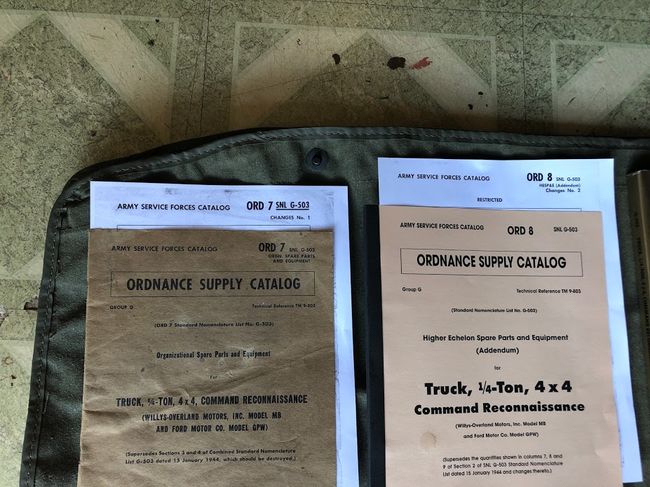 ARMY SERVICE FORCES CATALOG ORD 7 SNL G-503
CHANGES No. 1
ARMY SERVICE FORCES CATALOG ORD 7 SNL G-503
ORGN. SPARE PARTS
AND EQUIPMENT
ORDNANCE SUPPLY CATALOG
GROUP G Technical Reference TM 9-803
(ORD 7 Standard Nomenclature List No. G-503)
Organizational Spare Parts and Equipment
For
TRUCK, ¼-TON, 4 x 4, COMMAND RECONNAISSANCE
(WILLYS-OVERLAND MOTORS, INC. MODEL MB
AND FORD MOTOR CO. MODEL GPW)
(Supersedes Sections 3 and 4 of Combined Standard Nomenclature
List G-503 dated 15 January 1944, which should be destroyed.)
ARMY SERVICE FORCES CATALOG ORD 8 SNL G-503
HESP&E (Addendum)
Changes No. 2
RESTRICTED
ARMY SERVICE FORCES CATALOG ORD 8 SNL G-503
ORDNANCE SUPPLY CATALOG
Group G Technical Reference TM 9-803
(Standard Nomenclature List No. G-503)
Higher Echelon Spare Parts and Equipment
(Addendum)
for
Truck, 1/4-Ton, 4 x 4
Command Reconnaissance
(Willys-Overland Motors, Inc. Model MB
and Ford Motor Co. Model GPW)
(Supersedes the quantities shown in columns 7, 8 and
9 of Section 2 of SNL G-503 Standard Nomenclature
List dated 15 January 1944 and changes thereto.)